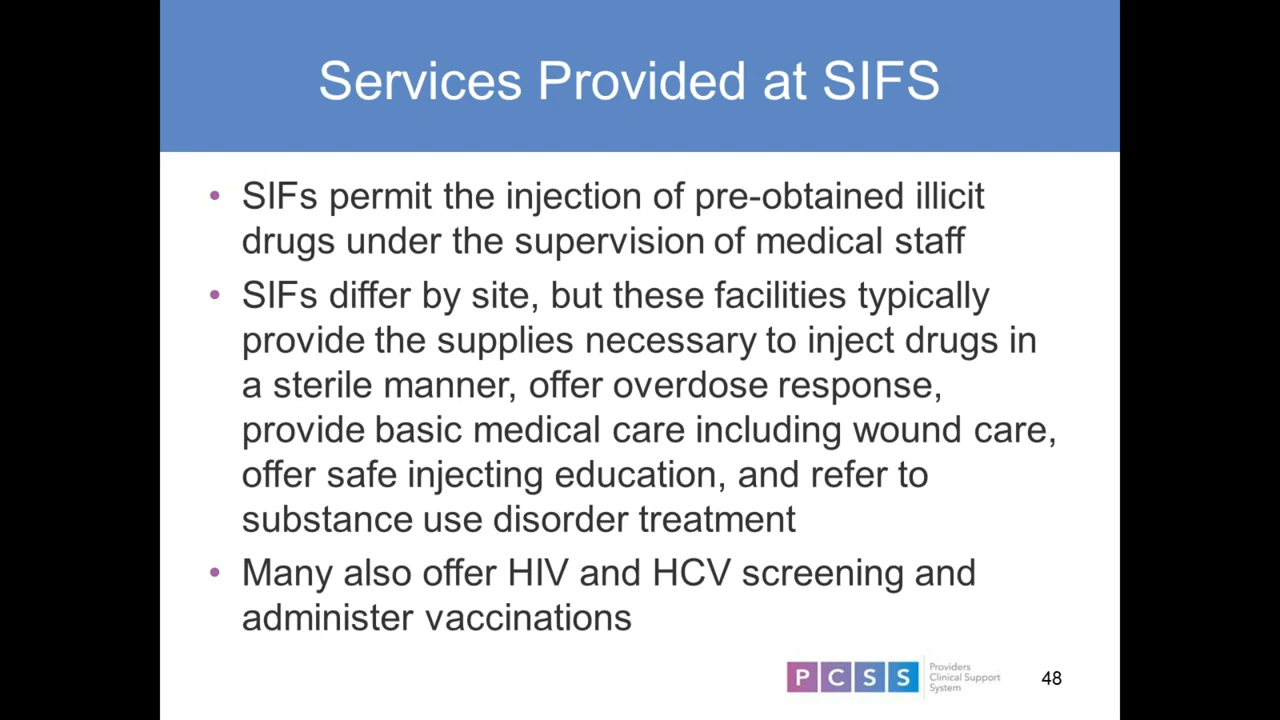 Services Provided at SIFS
• SIFs permit the injection of pre-obtained illicit
drugs under the supervision of medical staff
• SIFs differ by site, but these facilities typically
provide the supplies necessary to inject drugs in
a sterile manner, offer overdose response,
provide basic medical care including wound care,
offer safe injecting education, and refer to
substance use disorder treatment
• Many also offer HIV and HCV screening and
administer vaccinations
PCSS
Providers
Clinical Support
System
48